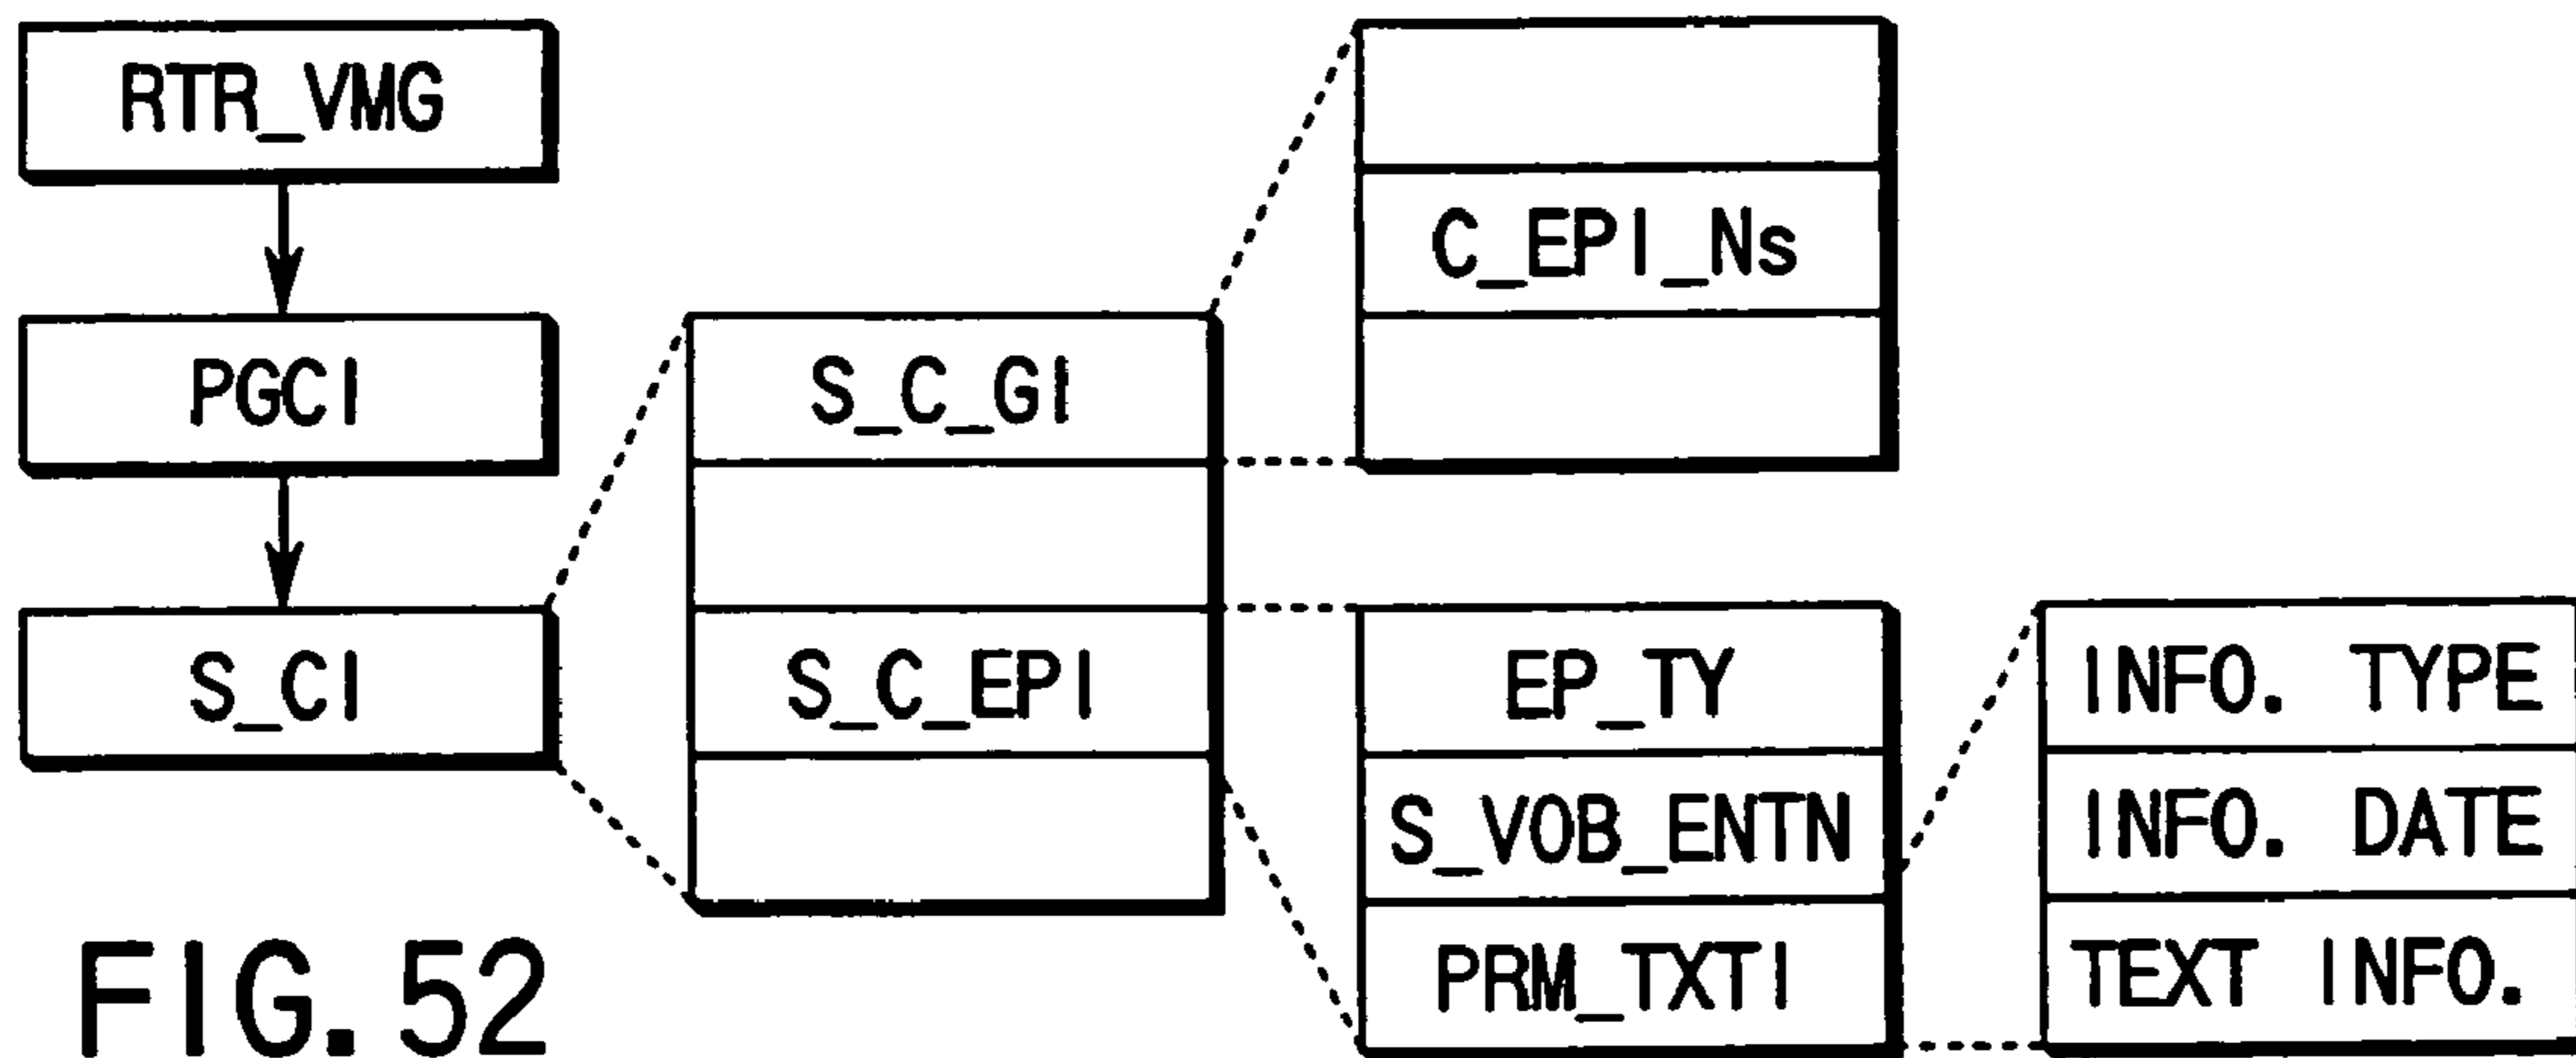 RTR_VMG
PGCI
S_CI
S_C_GI
S_C_EPI
C_EPI_Ns
EP_TY
S_VOB_ENTN
PRM_TXTI
INFO. TYPE
INFO. DATE
TEXT INFO.
FIG. 52